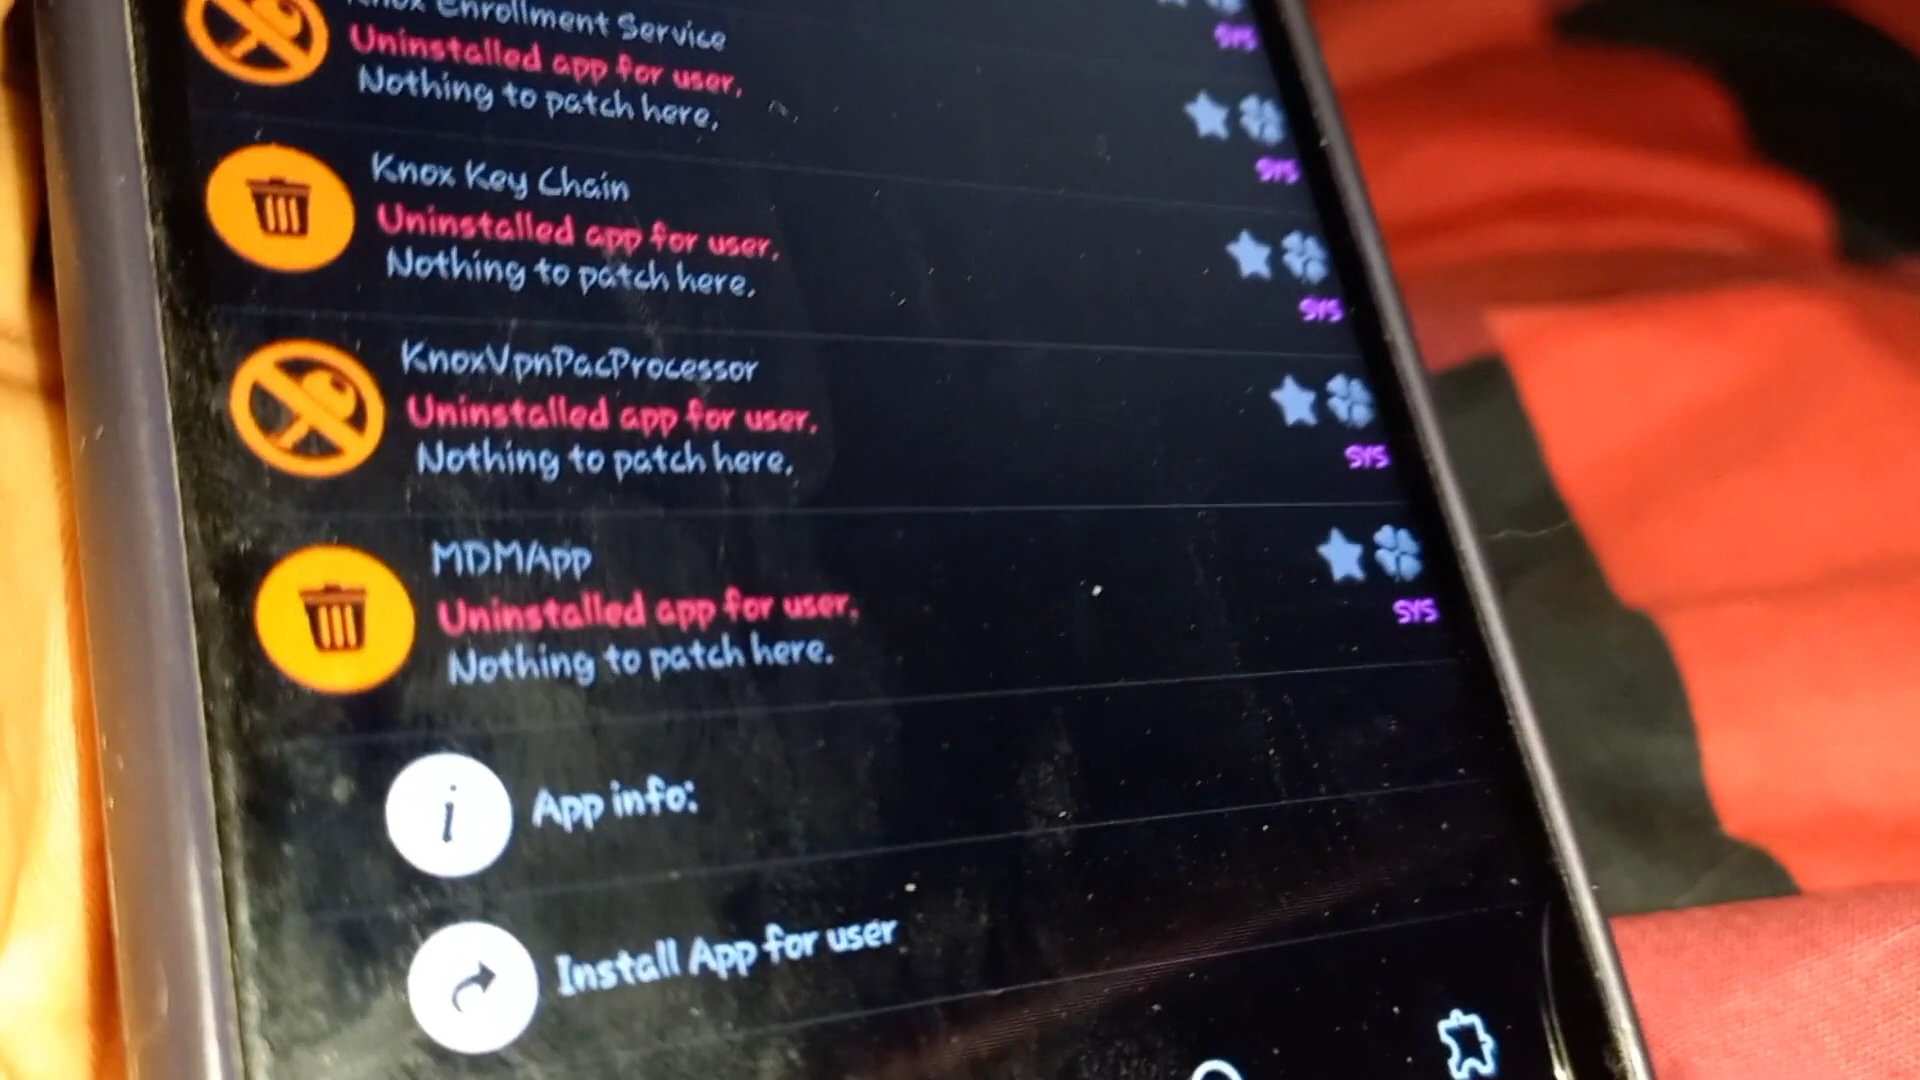 Knox Enrollment Service
SYS
Uninstalled app for user.
Nothing to patch here.
SYS
Knox Key Chain
Uninstalled app for user.
Nothing to patch here.
SYS
KnoxVpnPacProcessor
Uninstalled app for user.
Nothing to patch here.
SYS
MDMApp
Uninstalled app for user.
Nothing to patch here.
SYS
App info:
Install App for user